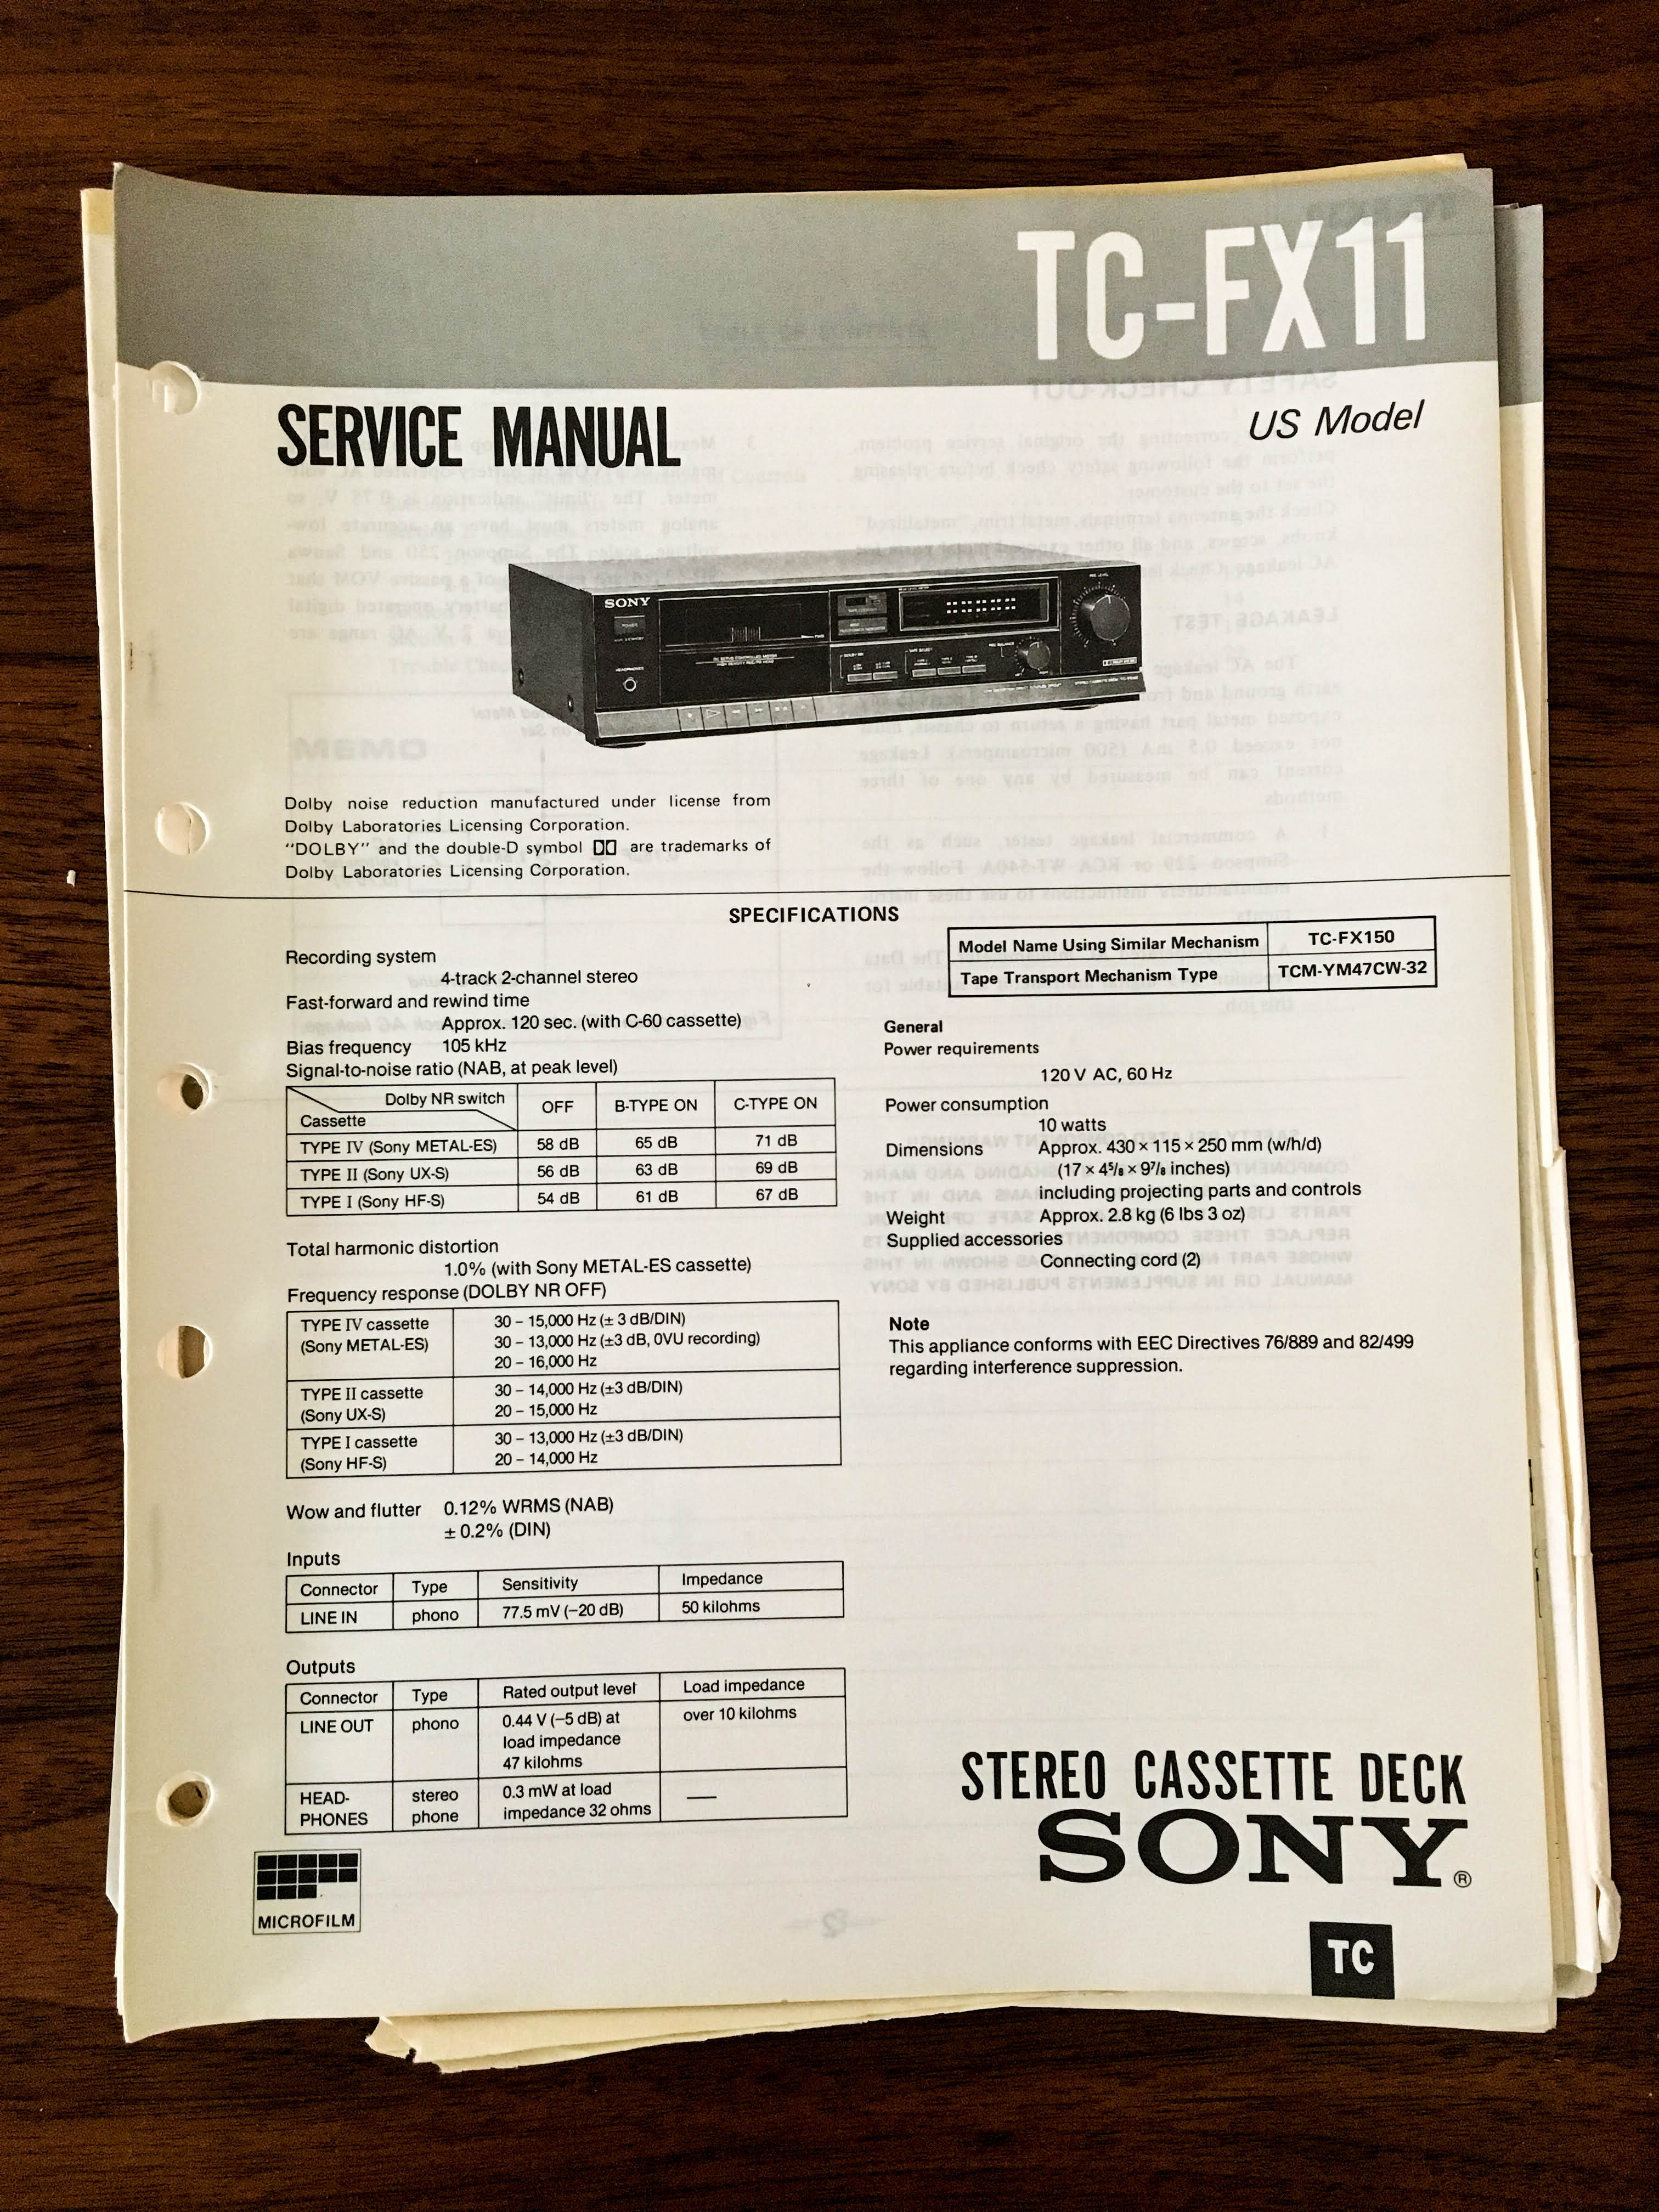 TC-FX11
SERVICE MANUAL
US Model
SONY
Dolby noise reduction manufactured under license from
Dolby Laboratories Licensing Corporation.
"DOLBY" and the double-D symbol are trademarks of
Dolby Laboratories Licensing Corporation.
SPECIFICATIONS
Model Name Using Similar Mechanism TC-FX150
Tape Transport Mechanism Type TCM-YM47CW-32
Recording system
4-track 2-channel stereo
Fast-forward and rewind time
Approx. 120 sec. (with C-60 cassette)
Bias frequency 105 kHz
Signal-to-noise ratio (NAB, at peak level)
Dolby NR switch
Cassette
OFF B-TYPE ON C-TYPE ON
TYPE IV (Sony METAL-ES) 58 dB 65 dB 71 dB
TYPE II (Sony UX-S) 56 dB 63 dB 69 dB
TYPE I (Sony HF-S) 54 dB 61 dB 67 dB
Total harmonic distortion
1.0% (with Sony METAL-ES cassette)
Frequency response (DOLBY NR OFF)
TYPE IV cassette 30 – 15,000 Hz (± 3 dB/DIN)
(Sony METAL-ES) 30 – 13,000 Hz (±3 dB, 0VU recording)
20 – 16,000 Hz
TYPE II cassette 30 – 14,000 Hz (±3 dB/DIN)
(Sony UX-S) 20 – 15,000 Hz
TYPE I cassette 30 – 13,000 Hz (±3 dB/DIN)
(Sony HF-S) 20 – 14,000 Hz
Wow and flutter 0.12% WRMS (NAB)
± 0.2% (DIN)
Inputs
Connector Type Sensitivity Impedance
LINE IN phono 77.5 mV (–20 dB) 50 kilohms
Outputs
Connector Type Rated output level Load impedance
LINE OUT phono 0.44 V (–5 dB) at over 10 kilohms
load impedance
47 kilohms
HEAD- stereo 0.3 mW at load —
PHONES phone impedance 32 ohms
General
Power requirements
120 V AC, 60 Hz
Power consumption
10 watts
Dimensions Approx. 430 × 115 × 250 mm (w/h/d)
(17 × 4⁵/₈ × 9⁷/₈ inches)
including projecting parts and controls
Weight Approx. 2.8 kg (6 lbs 3 oz)
Supplied accessories
Connecting cord (2)
Note
This appliance conforms with EEC Directives 76/889 and 82/499
regarding interference suppression.
STEREO CASSETTE DECK
SONY®
MICROFILM
TC